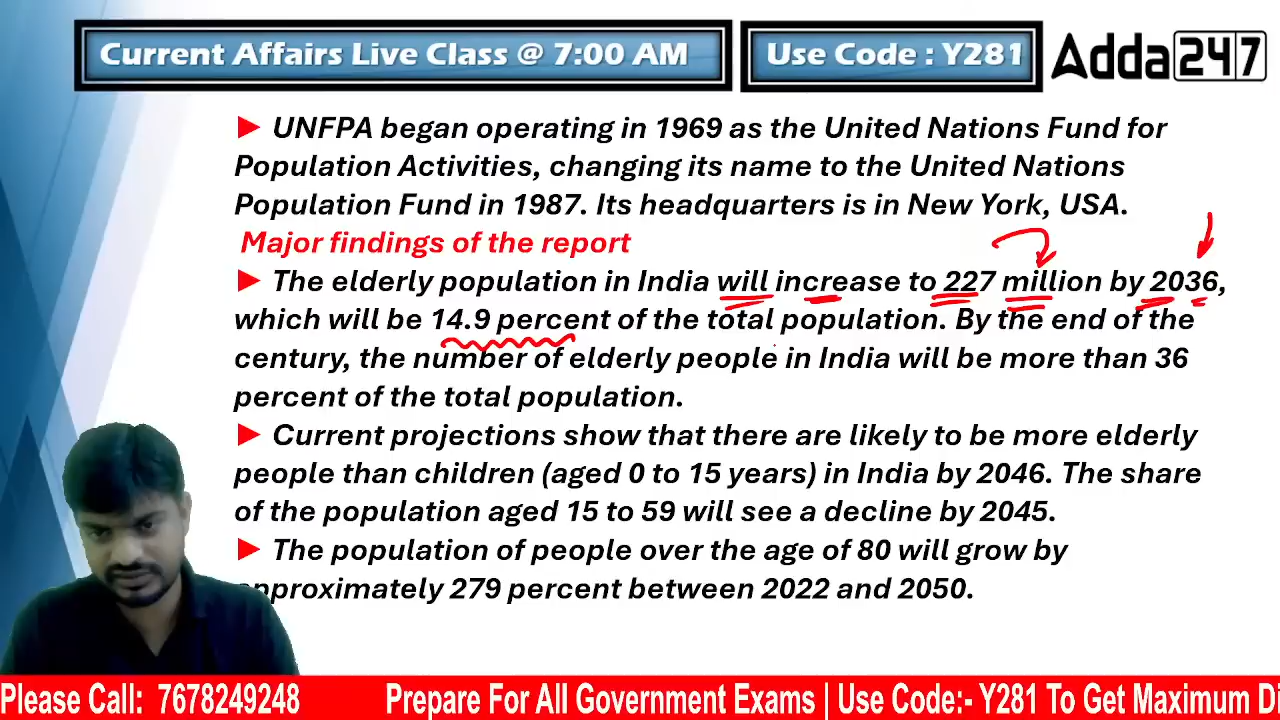 Current Affairs Live Class @ 7:00 AM
Use Code : Y281
Adda247
► UNFPA began operating in 1969 as the United Nations Fund for
Population Activities, changing its name to the United Nations
Population Fund in 1987. Its headquarters is in New York, USA.
Major findings of the report
► The elderly population in India will increase to 227 million by 2036,
which will be 14.9 percent of the total population. By the end of the
century, the number of elderly people in India will be more than 36
percent of the total population.
► Current projections show that there are likely to be more elderly
people than children (aged 0 to 15 years) in India by 2046. The share
of the population aged 15 to 59 will see a decline by 2045.
► The population of people over the age of 80 will grow by
approximately 279 percent between 2022 and 2050.
Please Call: 7678249248 Prepare For All Government Exams | Use Code:- Y281 To Get Maximum Di